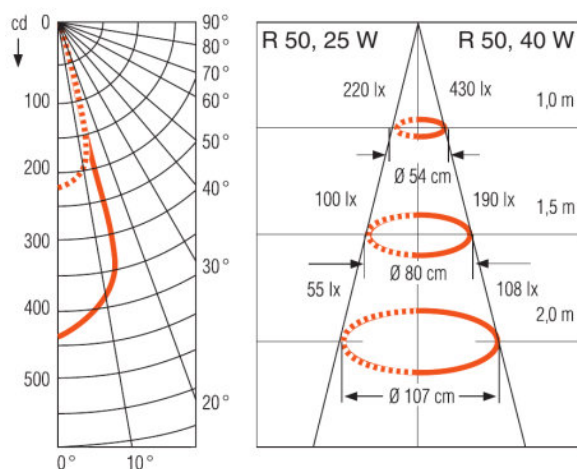 cd
0
100
200
300
400
500
90°
80°
70°
60°
50°
40°
30°
20°
0°
10°
R 50, 25 W
R 50, 40 W
220 lx
430 lx
1,0 m
Ø 54 cm
100 lx
190 lx
1,5 m
Ø 80 cm
55 lx
108 lx
2,0 m
Ø 107 cm